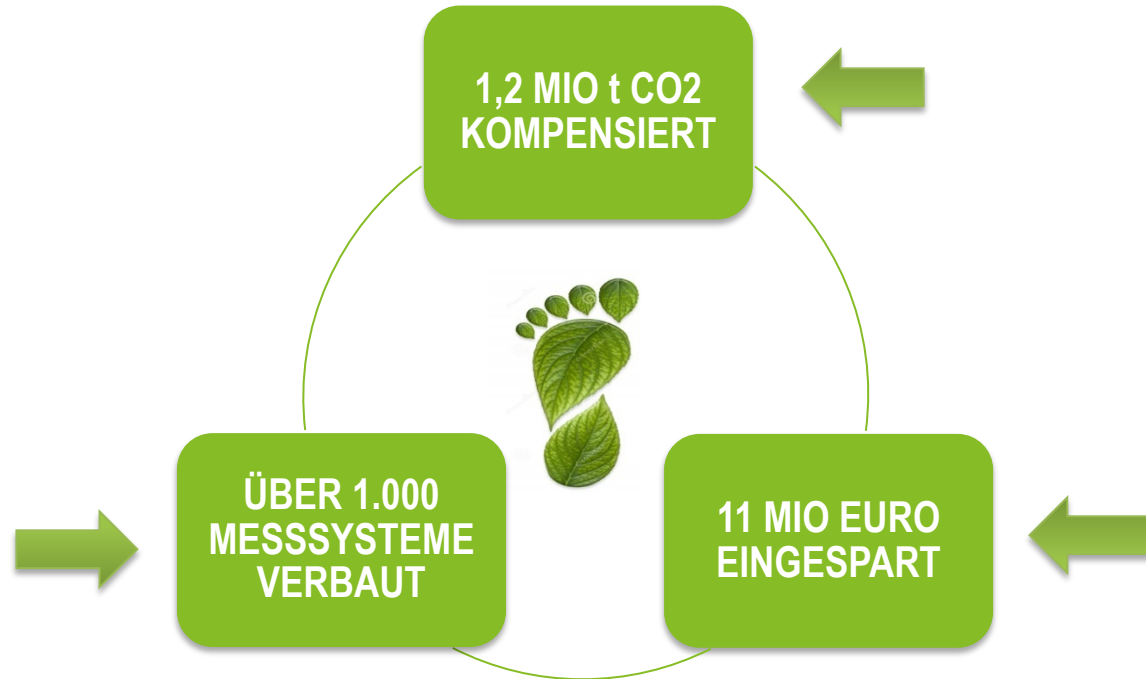 1,2 MIO t CO2
KOMPENSIERT
ÜBER 1.000
MESSSYSTEME
VERBAUT
11 MIO EURO
EINGESPART